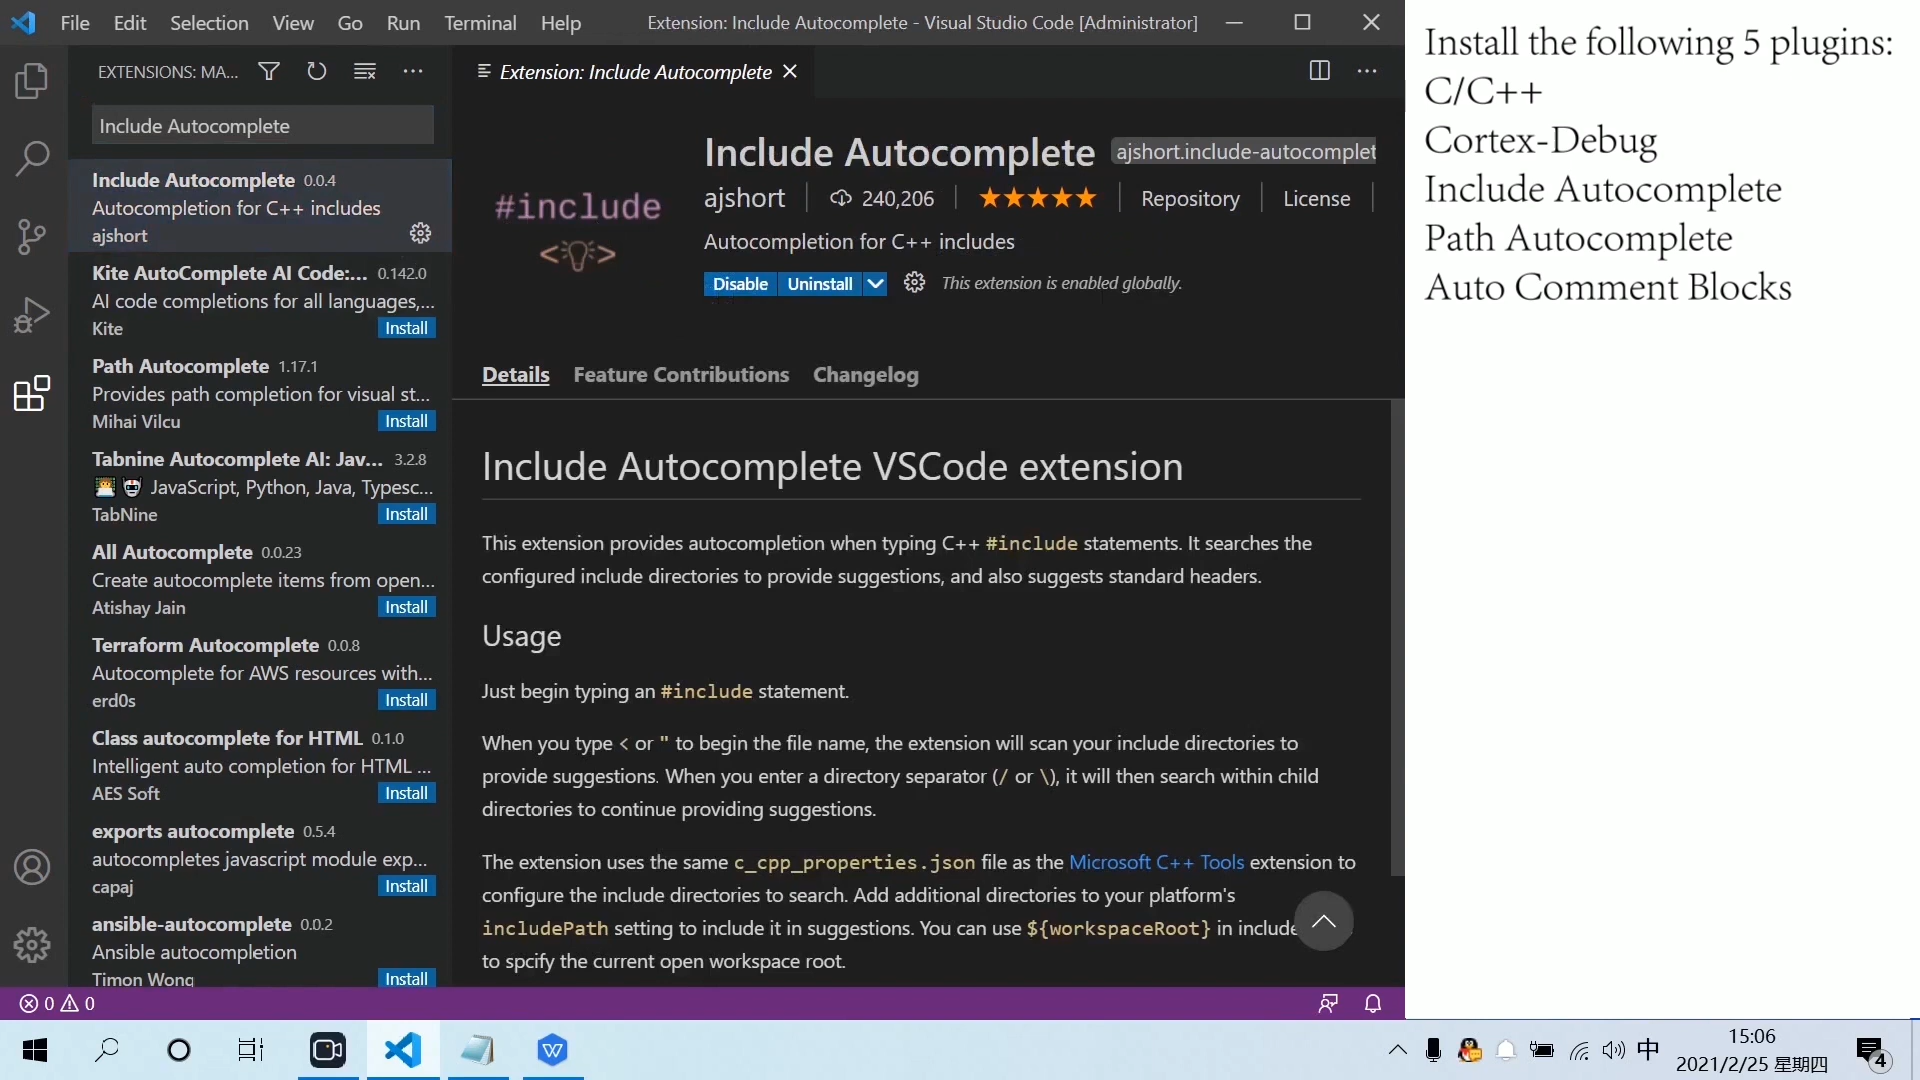 File Edit Selection View Go Run Terminal Help Extension: Include Autocomplete - Visual Studio Code [Administrator]
EXTENSIONS: MA...
Include Autocomplete
Include Autocomplete 0.0.4
Autocompletion for C++ includes
ajshort
Kite AutoComplete AI Code:... 0.142.0
AI code completions for all languages,...
Kite Install
Path Autocomplete 1.17.1
Provides path completion for visual st...
Mihai Vilcu Install
Tabnine Autocomplete AI: Jav... 3.2.8
JavaScript, Python, Java, Typesc...
TabNine Install
All Autocomplete 0.0.23
Create autocomplete items from open...
Atishay Jain Install
Terraform Autocomplete 0.0.8
Autocomplete for AWS resources with...
erd0s Install
Class autocomplete for HTML 0.1.0
Intelligent auto completion for HTML ...
AES Soft Install
exports autocomplete 0.5.4
autocompletes javascript module exp...
capaj Install
ansible-autocomplete 0.0.2
Ansible autocompletion
Timon Wong Install
Extension: Include Autocomplete
#include
< >
Include Autocomplete ajshort.include-autocomplet
ajshort 240,206 ★★★★★ Repository License
Autocompletion for C++ includes
Disable Uninstall This extension is enabled globally.
Details Feature Contributions Changelog
Include Autocomplete VSCode extension
This extension provides autocompletion when typing C++ #include statements. It searches the
configured include directories to provide suggestions, and also suggests standard headers.
Usage
Just begin typing an #include statement.
When you type < or " to begin the file name, the extension will scan your include directories to
provide suggestions. When you enter a directory separator (/ or \), it will then search within child
directories to continue providing suggestions.
The extension uses the same c_cpp_properties.json file as the Microsoft C++ Tools extension to
configure the include directories to search. Add additional directories to your platform's
includePath setting to include it in suggestions. You can use ${workspaceRoot} in include
to spcify the current open workspace root.
0 0
Install the following 5 plugins:
C/C++
Cortex-Debug
Include Autocomplete
Path Autocomplete
Auto Comment Blocks
中
15:06
2021/2/25 星期四
4